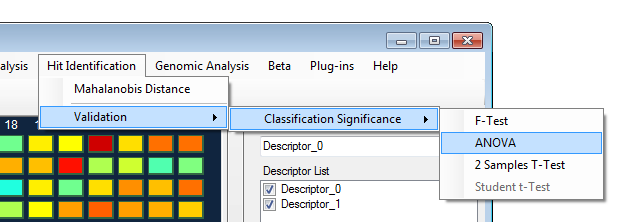 alysis Hit Identification Genomic Analysis Beta Plug-ins Help
Mahalanobis Distance
18
Validation
Classification Significance
F-Test
ANOVA
2 Samples T-Test
Student t-Test
Descriptor_0
Descriptor List
Descriptor_0
Descriptor_1